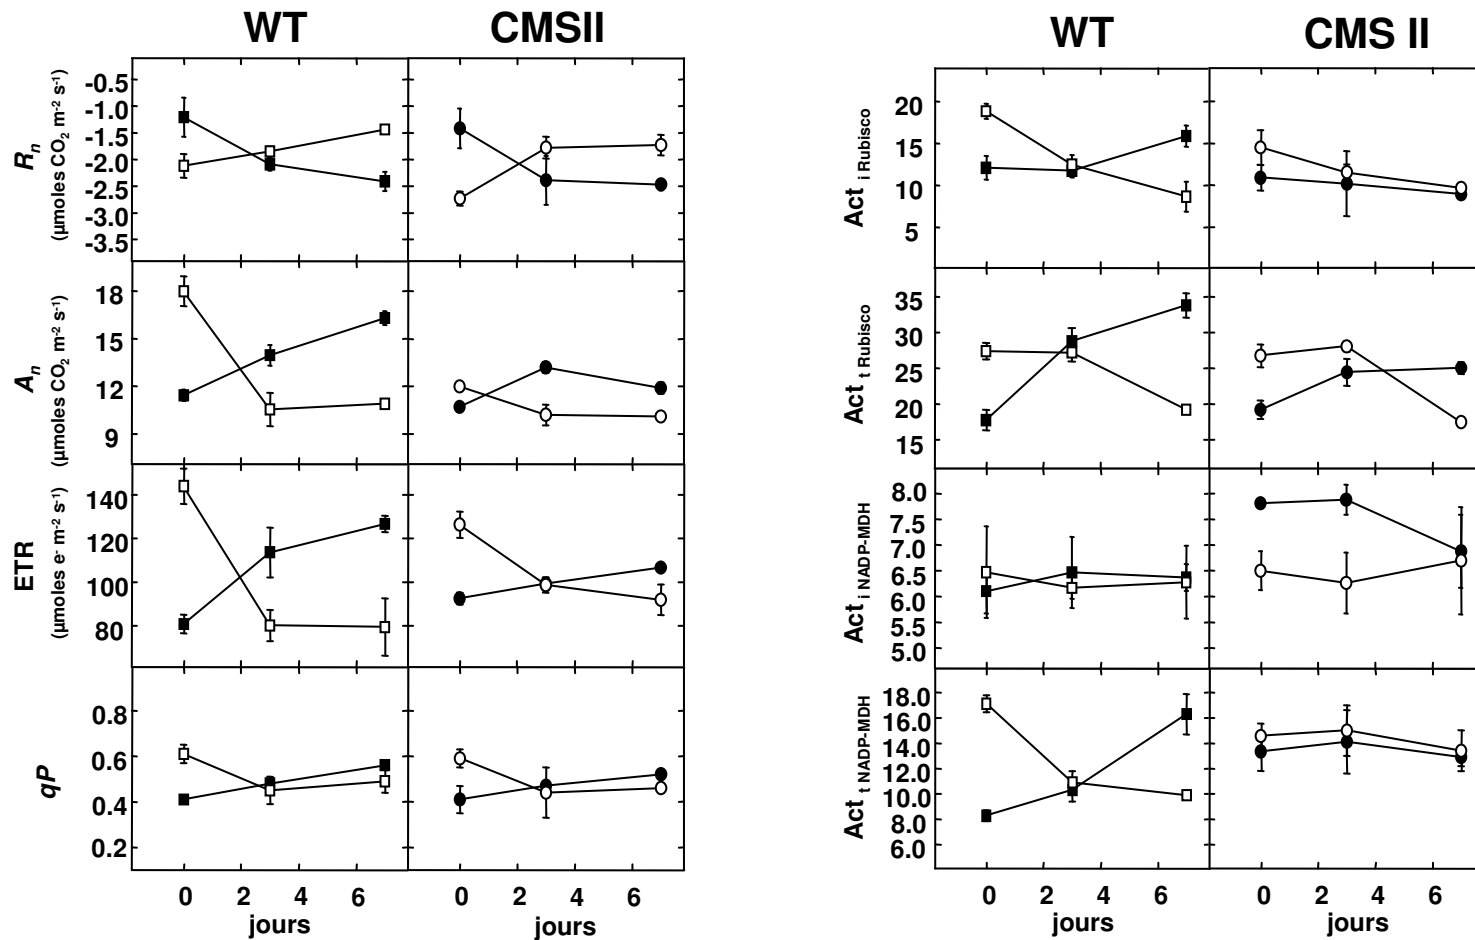 WT CMSII
Rn
(µmoles CO2 m-2 s-1)
-0.5
-1.0
-1.5
-2.0
-2.5
-3.0
-3.5
An
(µmoles CO2 m-2 s-1)
18
15
12
9
ETR
(µmoles e- m-2 s-1)
140
120
100
80
qP
0.8
0.6
0.4
0.2
0 2 4 6 0 2 4 6
jours jours
WT CMS II
Act i Rubisco
20
15
10
5
Act t Rubisco
35
30
25
20
15
Act i NADP-MDH
8.0
7.5
7.0
6.5
6.0
5.5
5.0
Act t NADP-MDH
18.0
16.0
14.0
12.0
10.0
8.0
6.0
0 2 4 6 0 2 4 6
jours jours